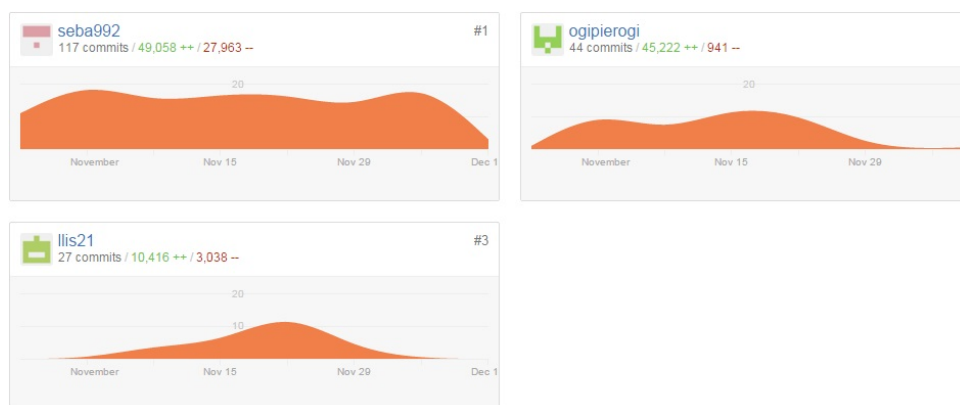 seba992
#1
117 commits / 49,058 ++ / 27,963 --
20
November
Nov 15
Nov 29
Dec 1
ogipierogi
44 commits / 45,222 ++ / 941 --
20
November
Nov 15
Nov 29
llis21
#3
27 commits / 10,416 ++ / 3,038 --
20
10
November
Nov 15
Nov 29
Dec 1